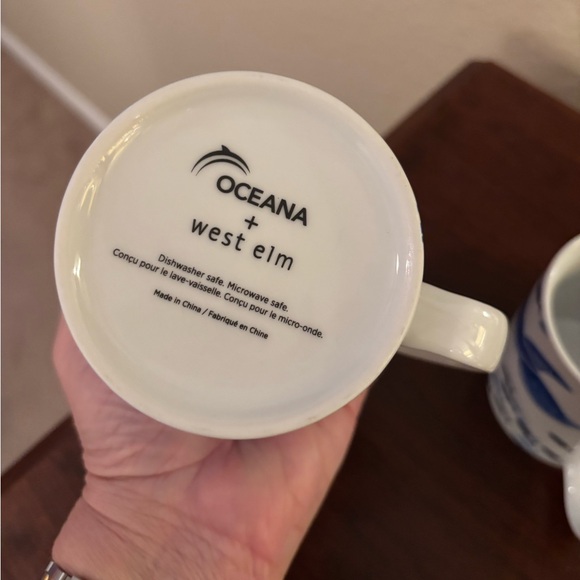 OCEANA
+
west elm
Dishwasher safe. Microwave safe.
Conçu pour le lave-vaisselle. Conçu pour le micro-onde.
Made in China / Fabriqué en Chine